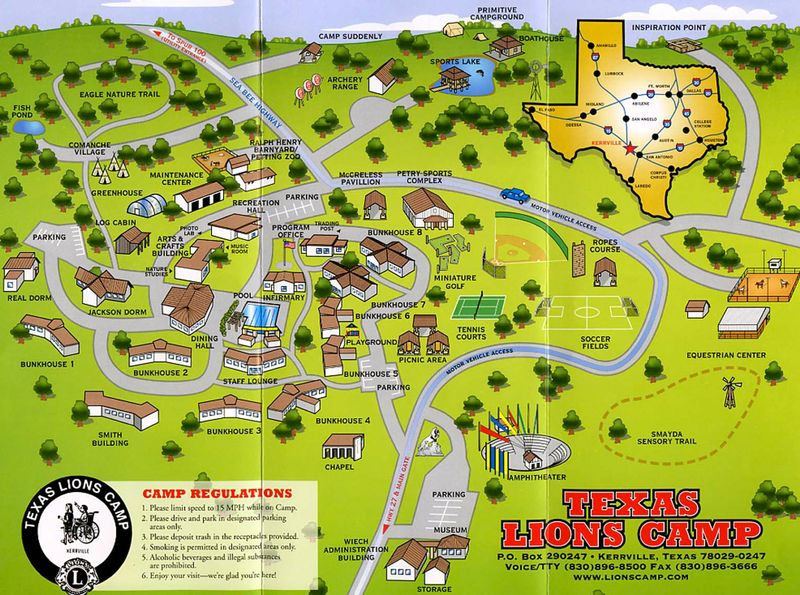 PRIMITIVE
CAMPGROUND
TO SPUR 100
(UTILITY ENTRANCE)
CAMP SUDDENLY
BOATHOUSE
INSPIRATION POINT
SPORTS LAKE
ARCHERY
RANGE
SEA BEE HIGHWAY
EAGLE NATURE TRAIL
FISH
POND
AMARILLO
LUBBOCK
FT. WORTH
DALLAS
ABILENE
EL PASO
MIDLAND
ODESSA
SAN ANGELO
COLLEGE
STATION
KERRVILLE
AUSTIN
HOUSTON
SAN ANTONIO
CORPUS
CHRISTI
LAREDO
COMANCHE
VILLAGE
RALPH HENRY
BARNYARD/
PETTING ZOO
MAINTENANCE
CENTER
GREENHOUSE
MCCRELESS
PAVILLION
PETRY SPORTS
COMPLEX
PARKING
RECREATION
HALL
MOTOR VEHICLE ACCESS
LOG CABIN
PHOTO
LAB
PARKING
ARTS &
CRAFTS
BUILDING
MUSIC
ROOM
PROGRAM
OFFICE
TRADING
POST
BUNKHOUSE 8
ROPES
COURSE
NATURE
STUDIES
MINIATURE
GOLF
REAL DORM
JACKSON DORM
POOL
INFIRMARY
BUNKHOUSE 7
BUNKHOUSE 6
DINING
HALL
PLAYGROUND
PICNIC AREA
TENNIS
COURTS
SOCCER
FIELDS
EQUESTRIAN CENTER
MOTOR VEHICLE ACCESS
BUNKHOUSE 1
BUNKHOUSE 2
STAFF LOUNGE
BUNKHOUSE 5
PARKING
SMITH
BUILDING
BUNKHOUSE 3
BUNKHOUSE 4
CHAPEL
SMAYDA
SENSORY TRAIL
AMPHITHEATER
HWY 27 & MAIN GATE
PARKING
MUSEUM
WIECH
ADMINISTRATION
BUILDING
STORAGE
TEXAS LIONS CAMP
KERRVILLE
L
CAMP REGULATIONS
1. Please limit speed to 15 MPH while on Camp.
2. Please drive and park in designated parking
areas only.
3. Please deposit trash in the receptacles provided.
4. Smoking is permitted in designated areas only.
5. Alcoholic beverages and illegal substances
are prohibited.
6. Enjoy your visit—we're glad you're here!
TEXAS
LIONS CAMP
P.O. Box 290247 • Kerrville, Texas 78029-0247
Voice/TTY (830)896-8500 Fax (830)896-3666
www.lionscamp.com